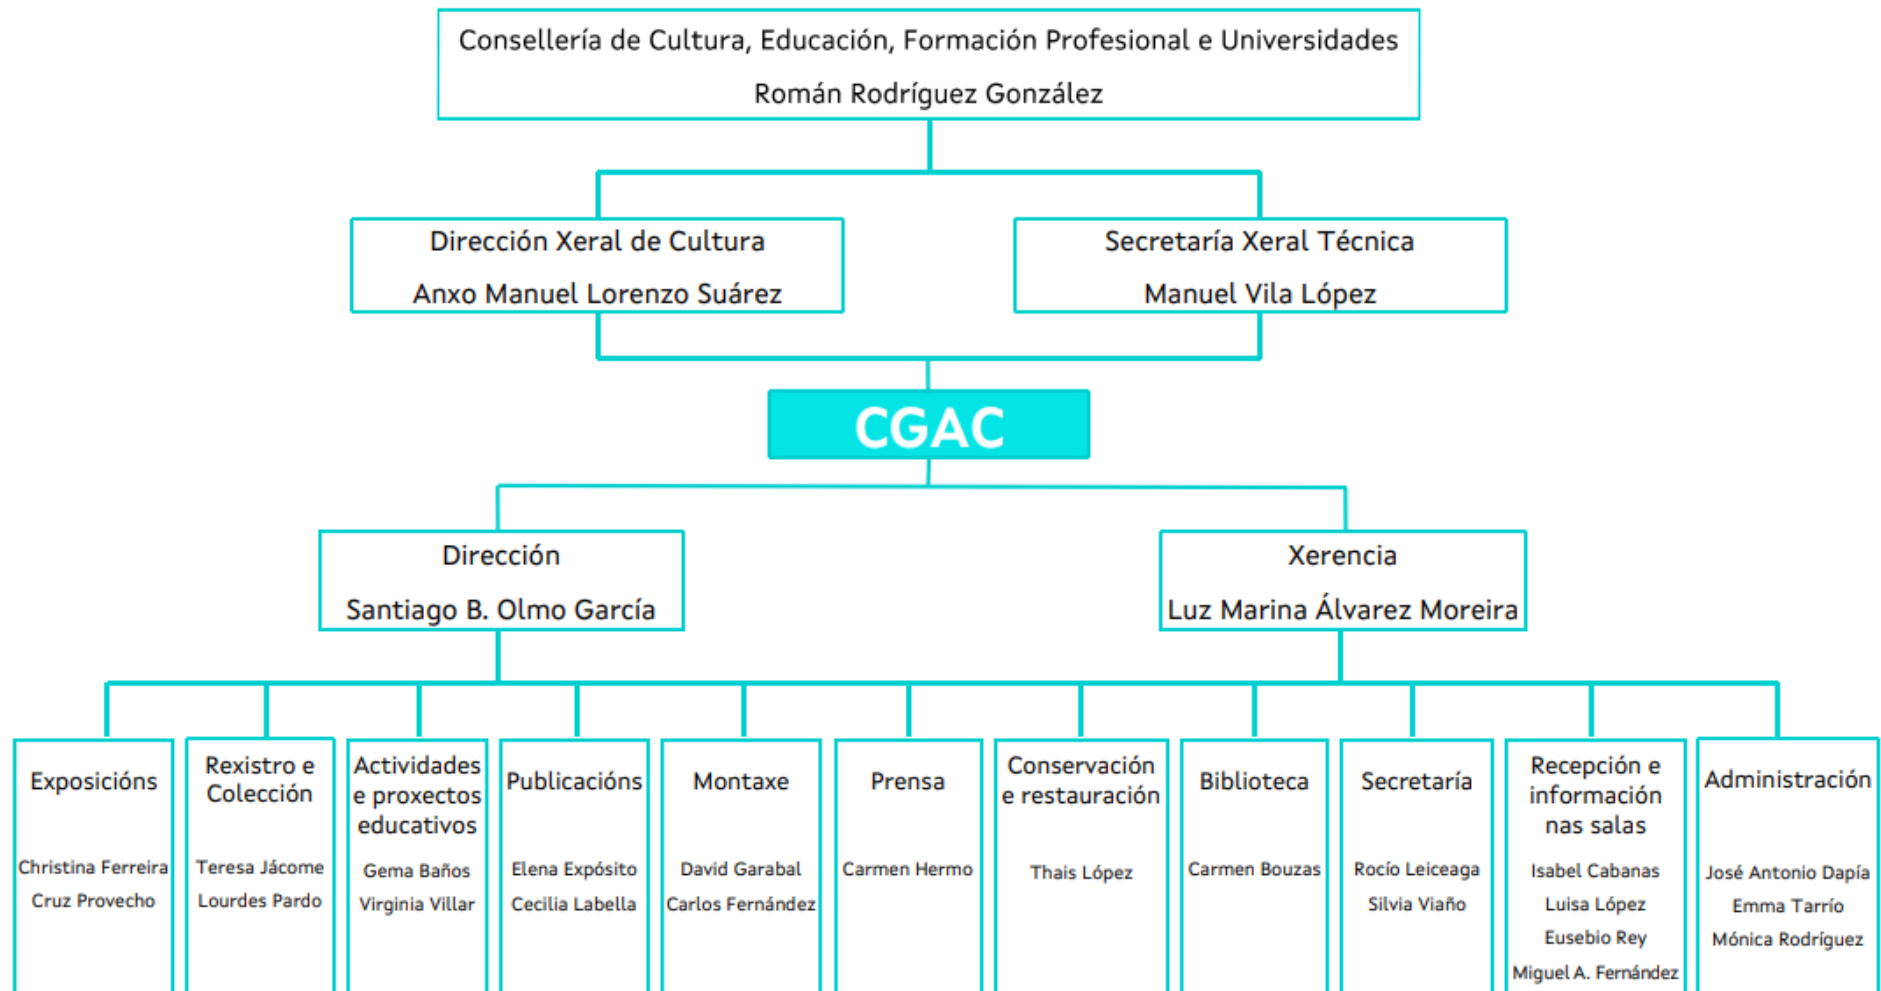 Consellería de Cultura, Educación, Formación Profesional e Universidades
Román Rodríguez González
Dirección Xeral de Cultura
Anxo Manuel Lorenzo Suárez
Secretaría Xeral Técnica
Manuel Vila López
CGAC
Dirección
Santiago B. Olmo García
Xerencia
Luz Marina Álvarez Moreira
Exposicións
Christina Ferreira
Cruz Provecho
Rexistro e
Colección
Teresa Jácome
Lourdes Pardo
Actividades
e proxectos
educativos
Gema Baños
Virginia Villar
Publicacións
Elena Expósito
Cecilia Labella
Montaxe
David Garabal
Carlos Fernández
Prensa
Carmen Hermo
Conservación
e restauración
Thais López
Biblioteca
Carmen Bouzas
Secretaría
Rocío Leiceaga
Silvia Viaño
Recepción e
información
nas salas
Isabel Cabanas
Luisa López
Eusebio Rey
Miguel A. Fernández
Administración
José Antonio Dapía
Emma Tarrío
Mónica Rodríguez